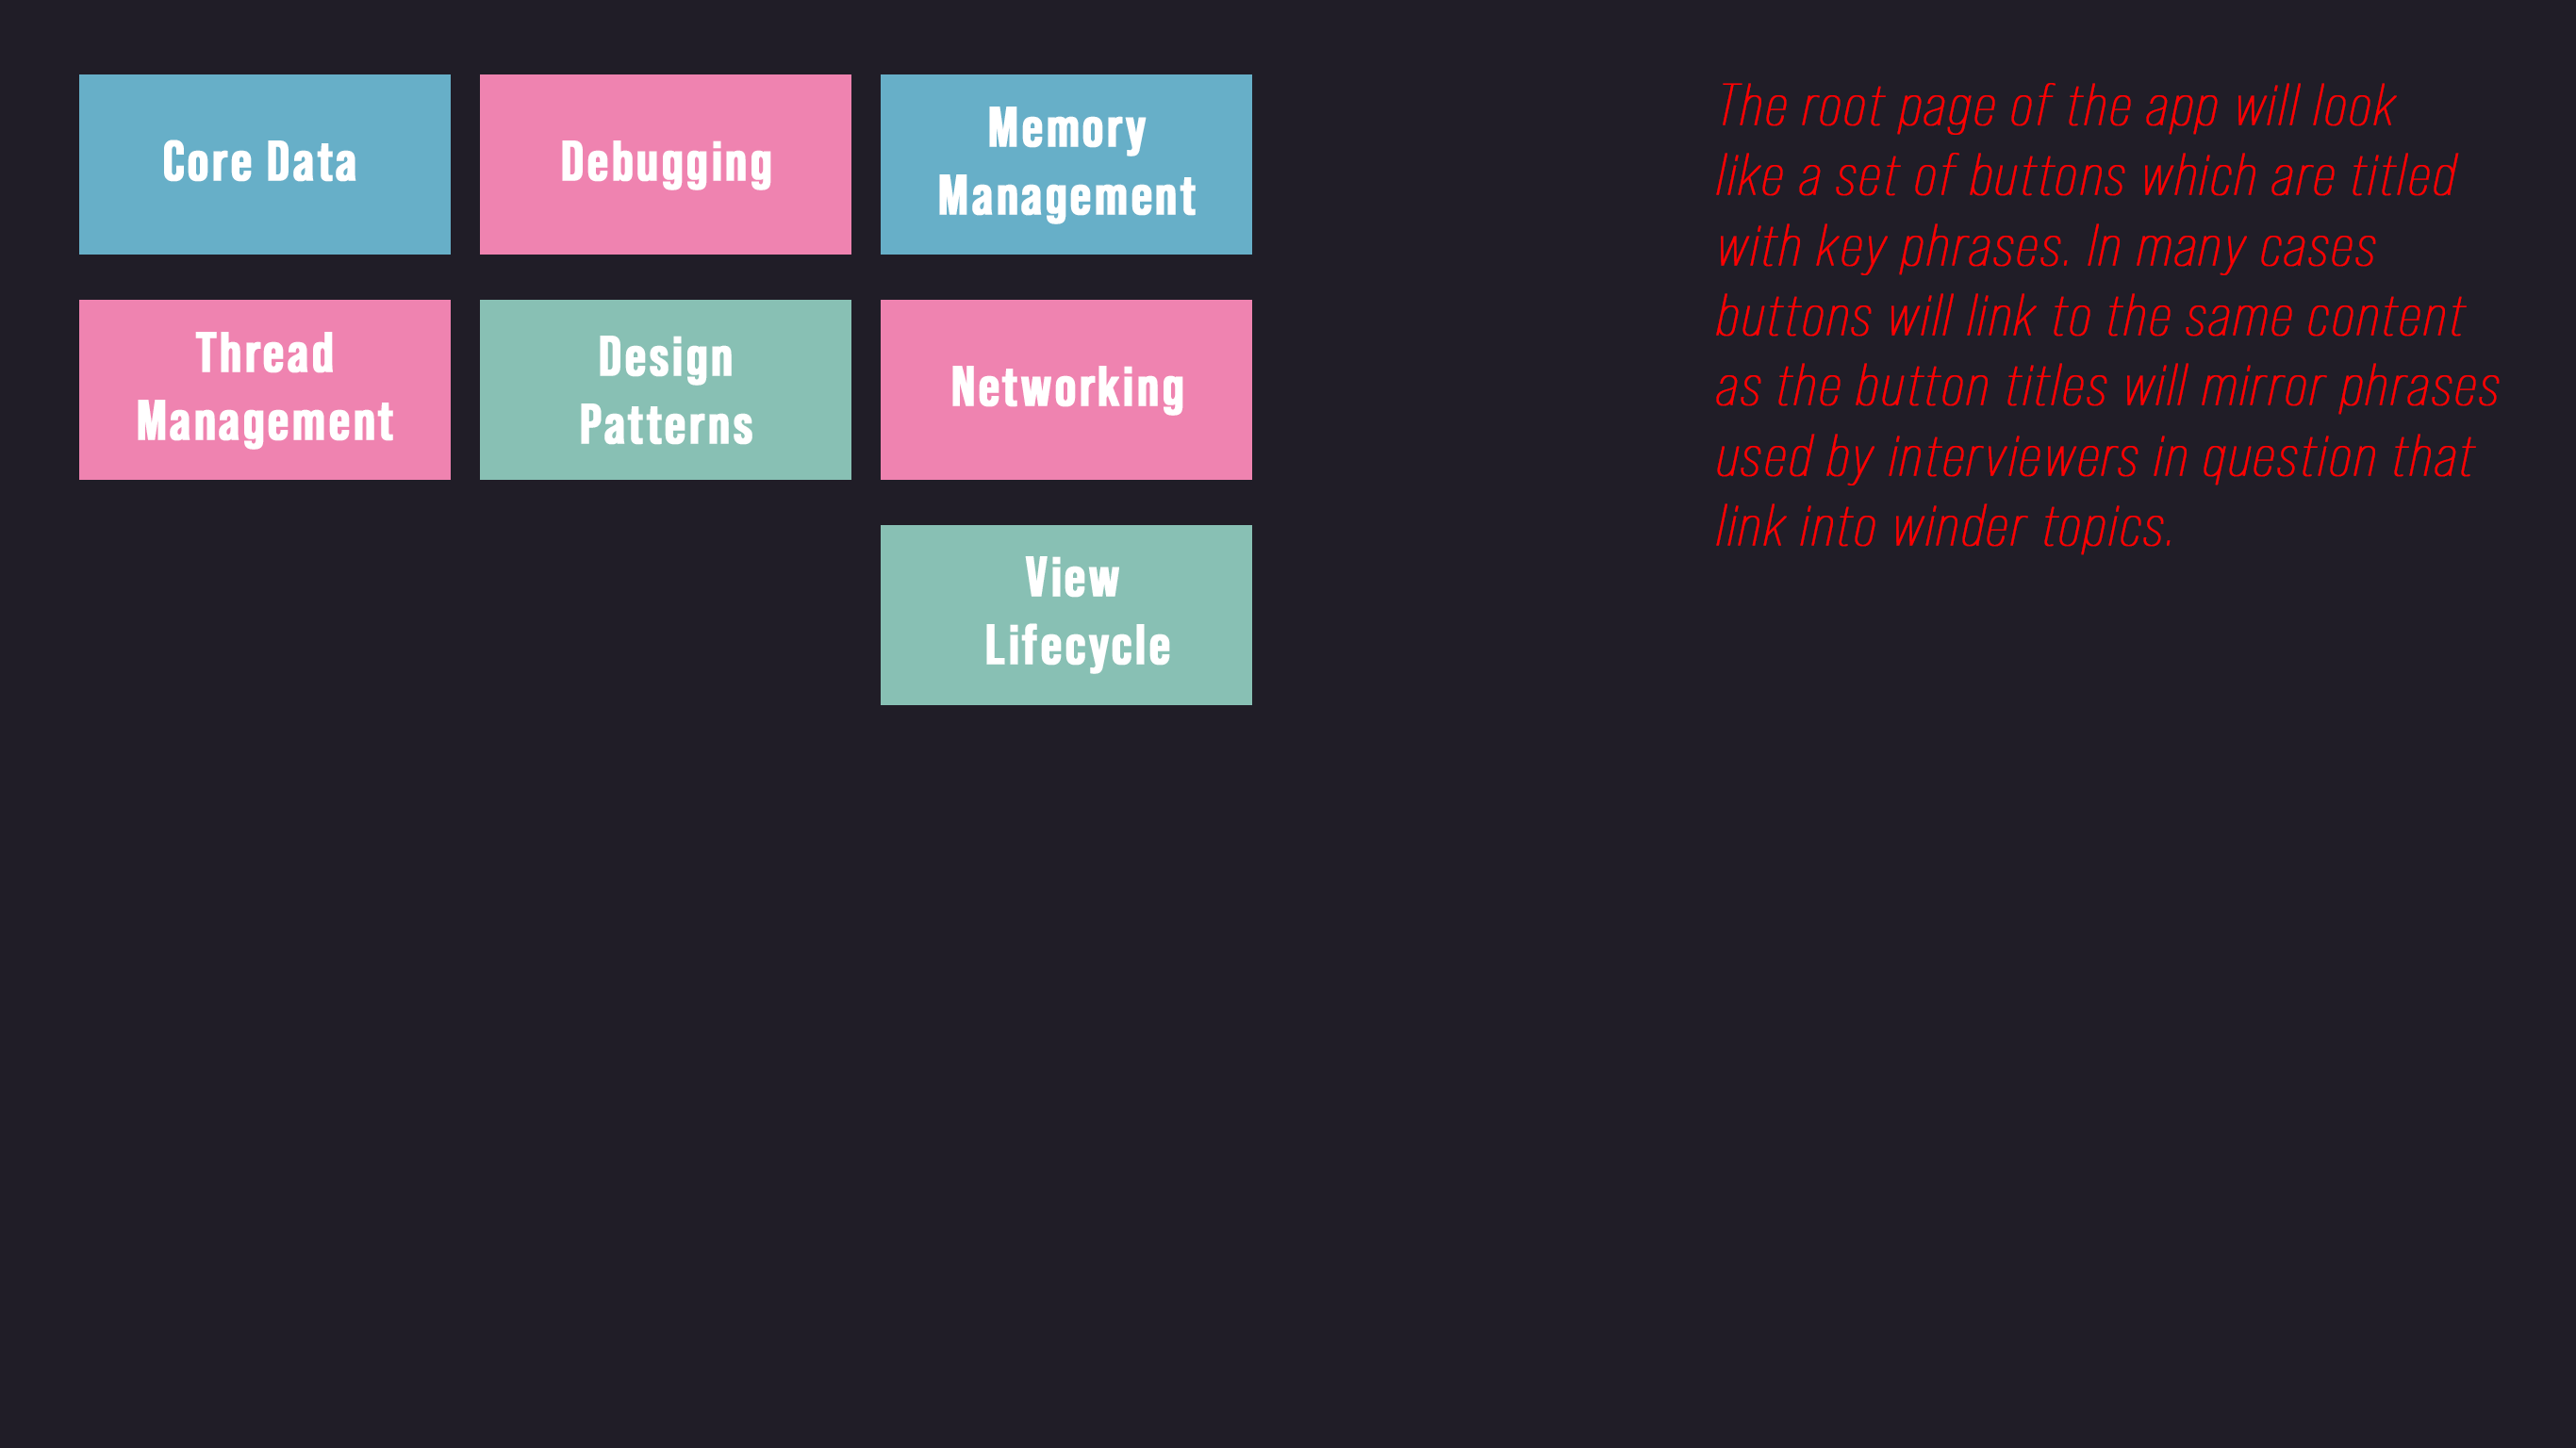 Core Data
Debugging
Memory
Management
Thread
Management
Design
Patterns
Networking
View
Lifecycle
The root page of the app will look
like a set of buttons which are titled
with key phrases. In many cases
buttons will link to the same content
as the button titles will mirror phrases
used by interviewers in question that
link into winder topics.